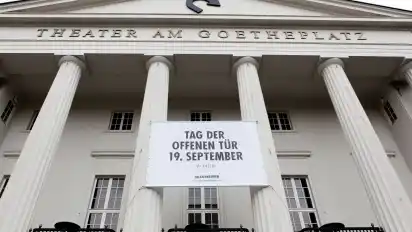 THEATER AM GOETHEPLATZ
TAG DER
OFFENEN TÜR
19. SEPTEMBER